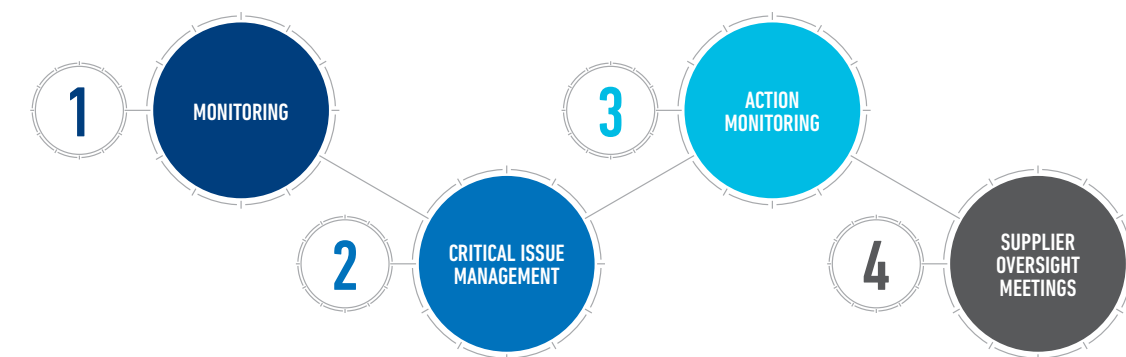 1
MONITORING
2
CRITICAL ISSUE
MANAGEMENT
3
ACTION
MONITORING
4
SUPPLIER
OVERSIGHT
MEETINGS